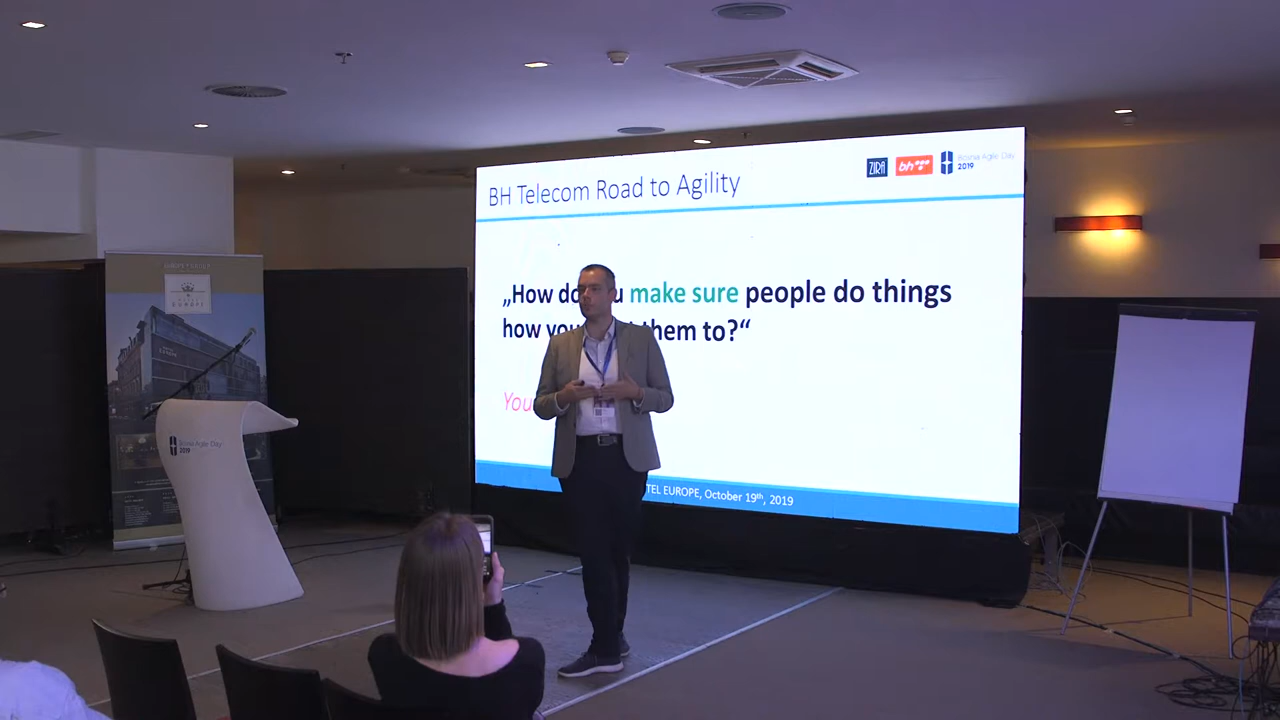 BH Telecom Road to Agility
ZIRA
bh
Bosnia Agile Day
2019
„How do make sure people do things
how you them to?“
You
EUROPE, October 19th, 2019
EUROPE
Bosnia Agile Day
2019